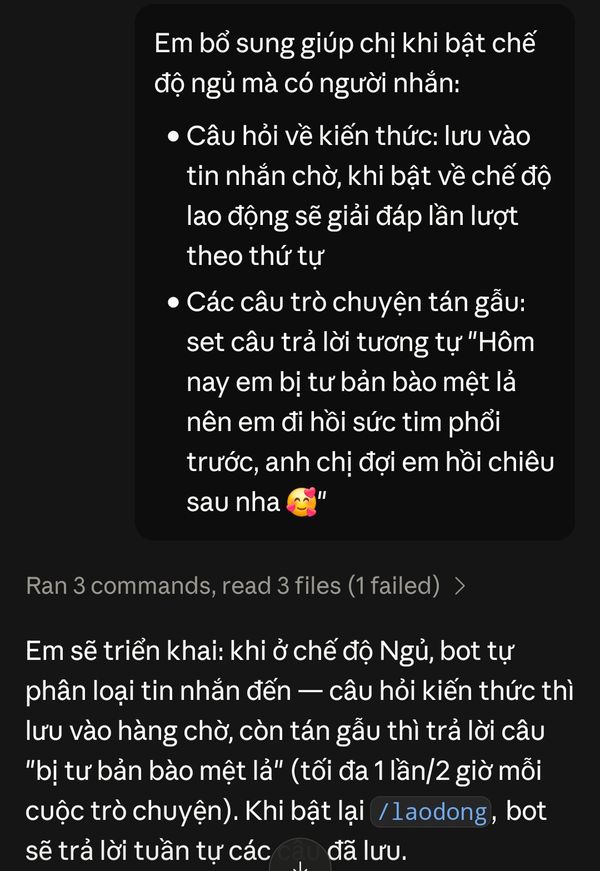 Em bổ sung giúp chị khi bật chế
độ ngủ mà có người nhắn:
• Câu hỏi về kiến thức: lưu vào
tin nhắn chờ, khi bật về chế độ
lao động sẽ giải đáp lần lượt
theo thứ tự
• Các câu trò chuyện tán gẫu:
set câu trả lời tương tự "Hôm
nay em bị tư bản bào mệt lả
nên em đi hồi sức tim phổi
trước, anh chị đợi em hồi chiêu
sau nha 🥰"
Ran 3 commands, read 3 files (1 failed) >
Em sẽ triển khai: khi ở chế độ Ngủ, bot tự
phân loại tin nhắn đến — câu hỏi kiến thức thì
lưu vào hàng chờ, còn tán gẫu thì trả lời câu
"bị tư bản bào mệt lả" (tối đa 1 lần/2 giờ mỗi
cuộc trò chuyện). Khi bật lại /laodong, bot
sẽ trả lời tuần tự các câu đã lưu.